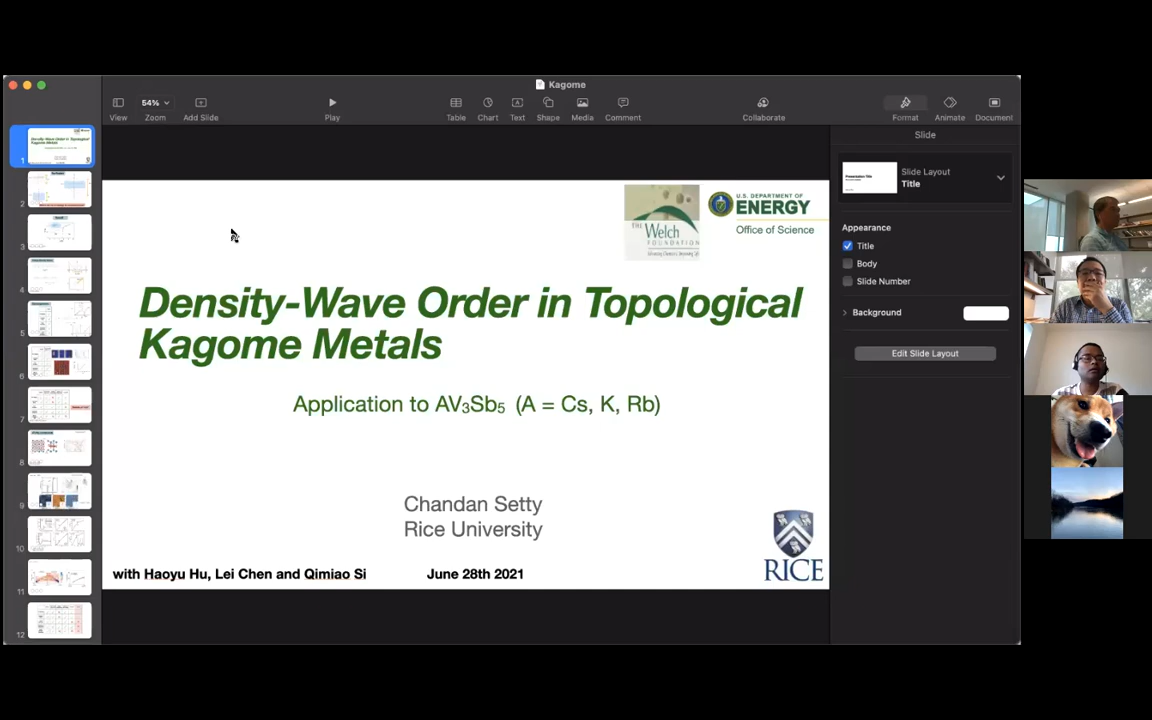 Kagome
54%
View
Zoom
Add Slide
Play
Table
Chart
Text
Shape
Media
Comment
Collaborate
Format
Animate
Document
Slide
Slide Layout
Title
Appearance
Title
Body
Slide Number
Background
Edit Slide Layout
1
2
3
4
5
6
7
8
9
10
11
12
THE Welch
FOUNDATION
U.S. DEPARTMENT OF
ENERGY
Office of Science
Density-Wave Order in Topological
Kagome Metals
Application to AV₃Sb₅ (A = Cs, K, Rb)
Chandan Setty
Rice University
with Haoyu Hu, Lei Chen and Qimiao Si
June 28th 2021
RICE